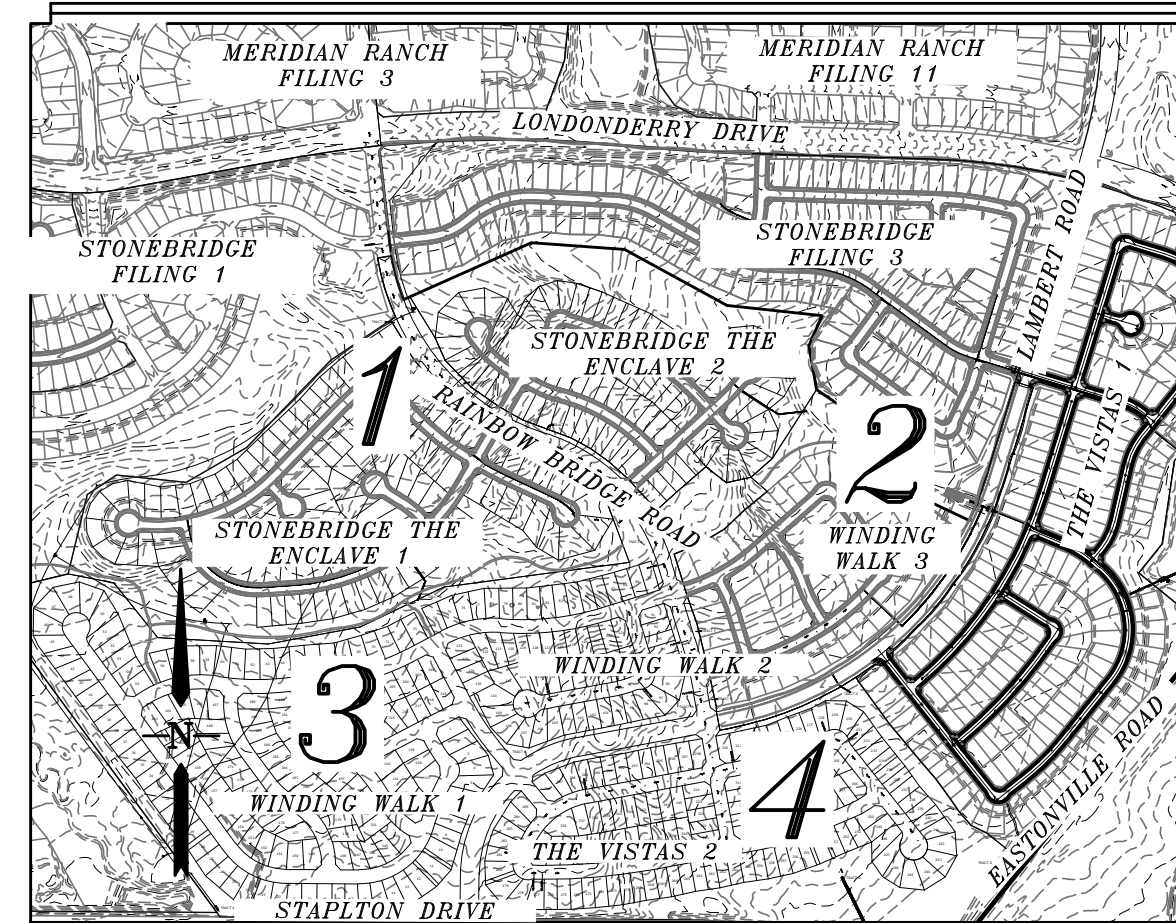 MERIDIAN RANCH
FILING 3
MERIDIAN RANCH
FILING 11
LONDONDERRY DRIVE
LAMBERT ROAD
STONEBRIDGE
FILING 1
STONEBRIDGE
FILING 3
STONEBRIDGE THE
ENCLAVE 2
1
RAINBOW BRIDGE ROAD
2
THE VISTAS 1
STONEBRIDGE THE
ENCLAVE 1
WINDING
WALK 3
WINDING WALK 2
3
N
4
EASTONVILLE ROAD
WINDING WALK 1
THE VISTAS 2
STAPLTON DRIVE